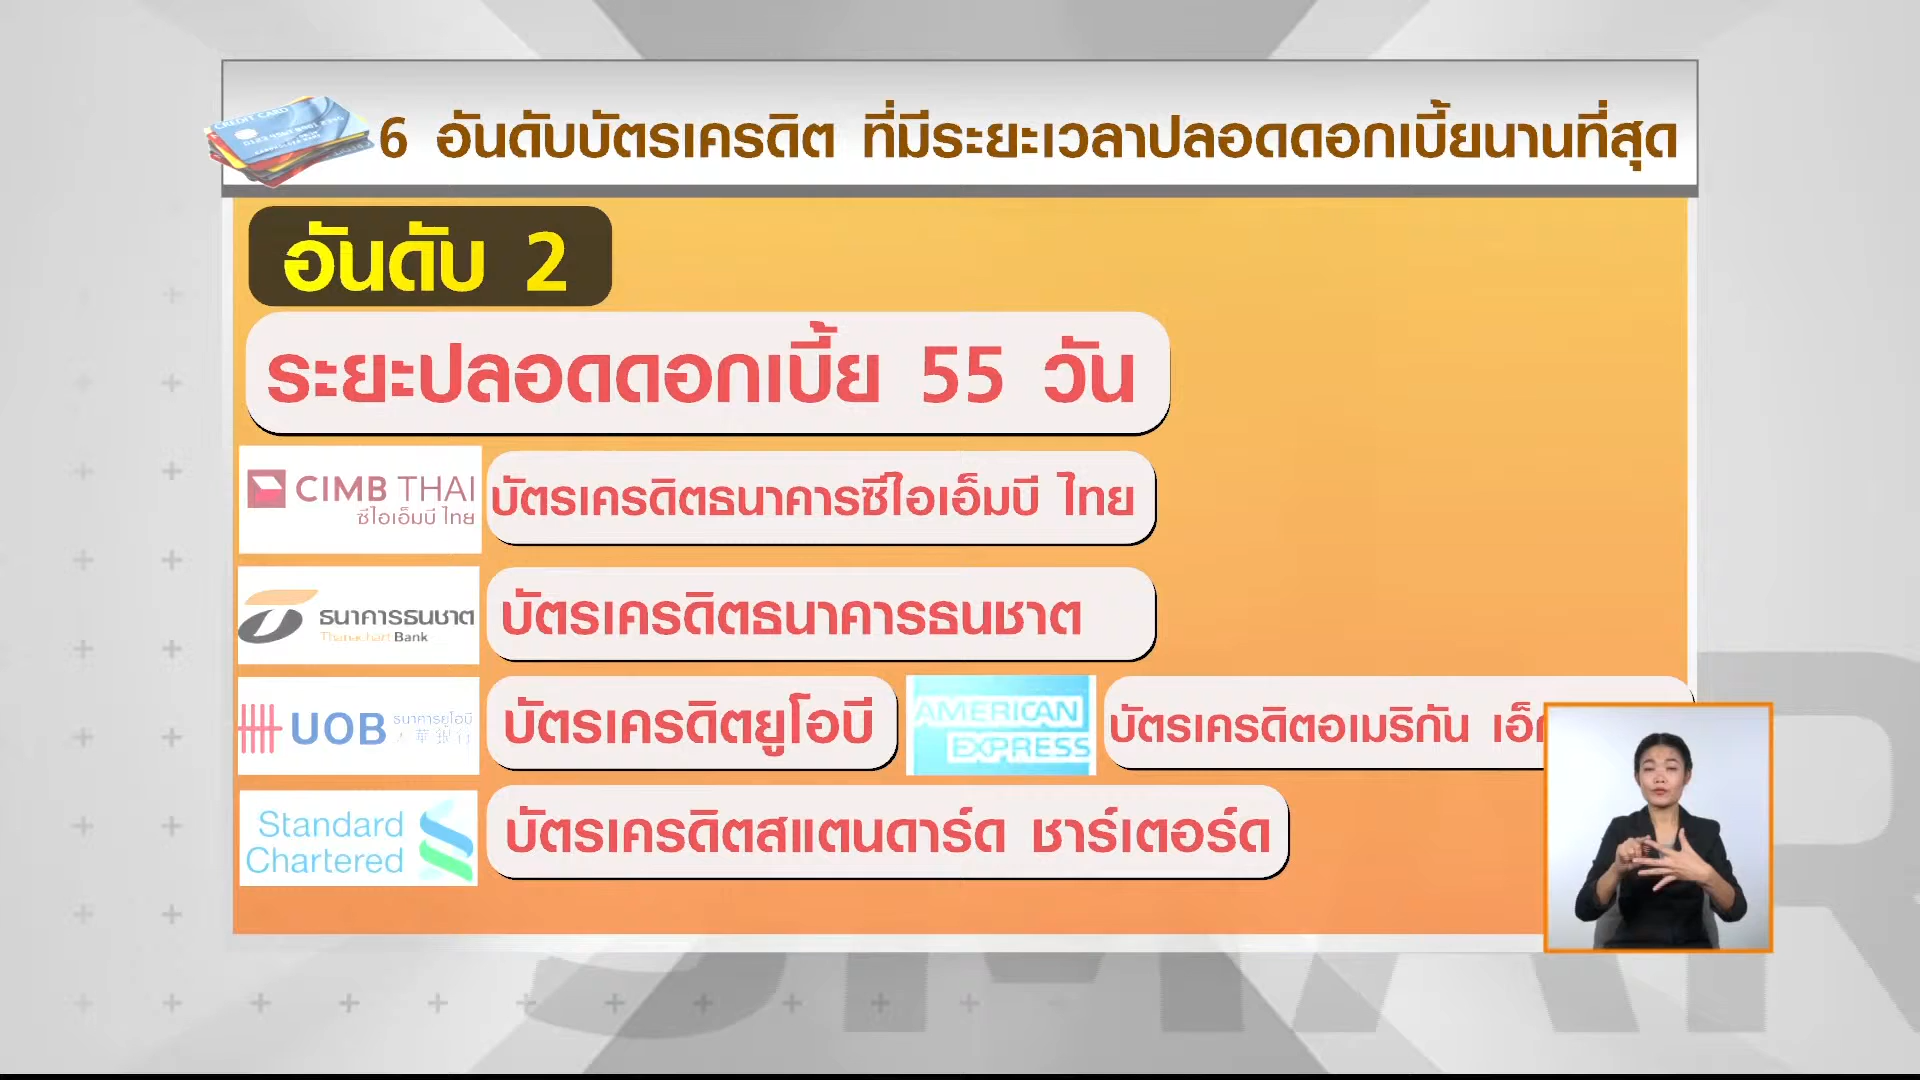 6 อันดับบัตรเครดิต ที่มีระยะเวลาปลอดดอกเบี้ยนานที่สุด
CREDIT CARD
อันดับ 2
ระยะปลอดดอกเบี้ย 55 วัน
CIMB THAI
ซีไอเอ็มบี ไทย
บัตรเครดิตธนาคารซีไอเอ็มบี ไทย
ธนาคารธนชาต
Thanachart Bank
บัตรเครดิตธนาคารธนชาต
UOB
ธนาคารยูโอบี
บัตรเครดิตยูโอบี
AMERICAN
EXPRESS
บัตรเครดิตอเมริกัน
Standard
Chartered
บัตรเครดิตสแตนดาร์ด ชาร์เตอร์ด